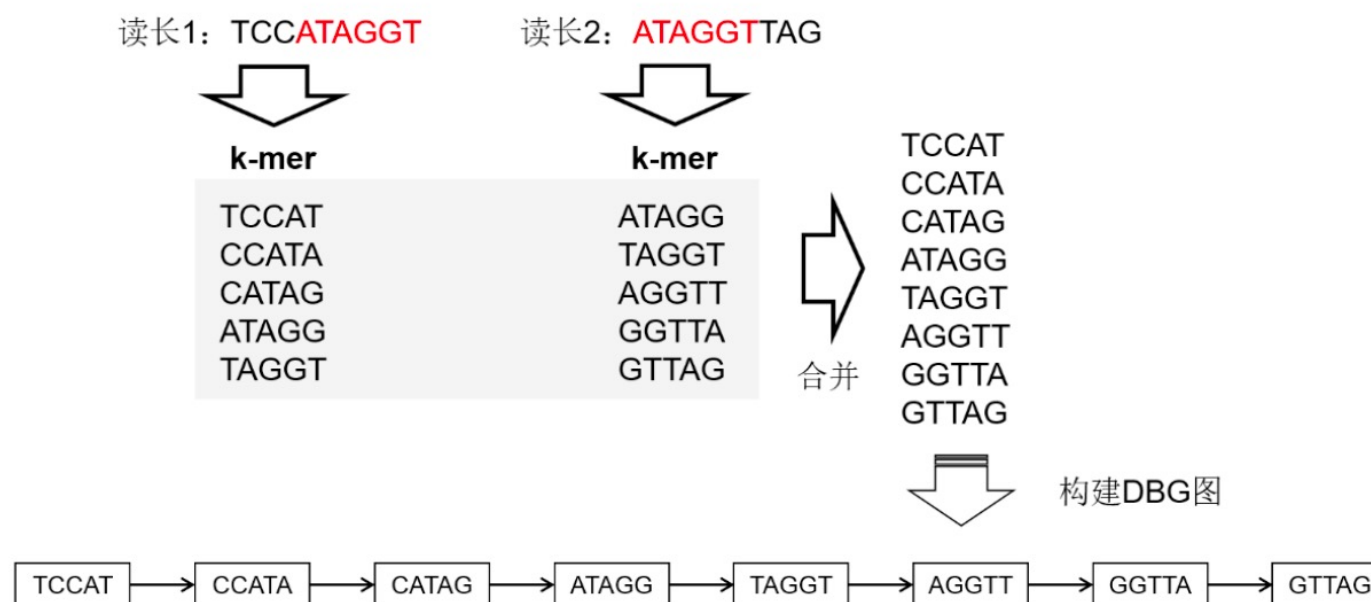 读长1：TCCATAGGT
读长2：ATAGGTTAG
k-mer
TCCAT
CCATA
CATAG
ATAGG
TAGGT
k-mer
ATAGG
TAGGT
AGGTT
GGTTA
GTTAG
合并
TCCAT
CCATA
CATAG
ATAGG
TAGGT
AGGTT
GGTTA
GTTAG
构建DBG图
TCCAT CCATA CATAG ATAGG TAGGT AGGTT GGTTA GTTAG